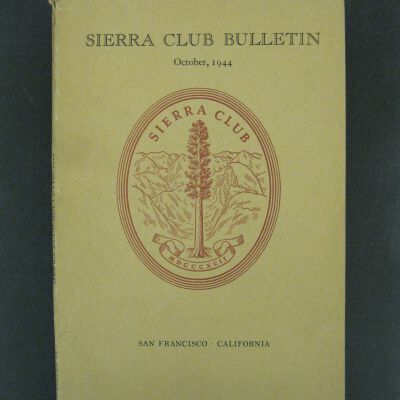 SIERRA CLUB BULLETIN
October, 1944
SIERRA CLUB
MDCCCXCII
SAN FRANCISCO · CALIFORNIA